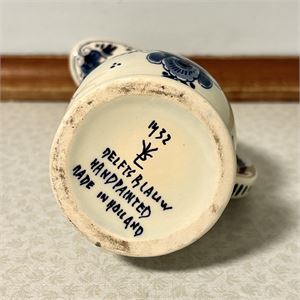 1432
DELFTS BLAUW
HANDPAINTED
MADE IN HOLLAND